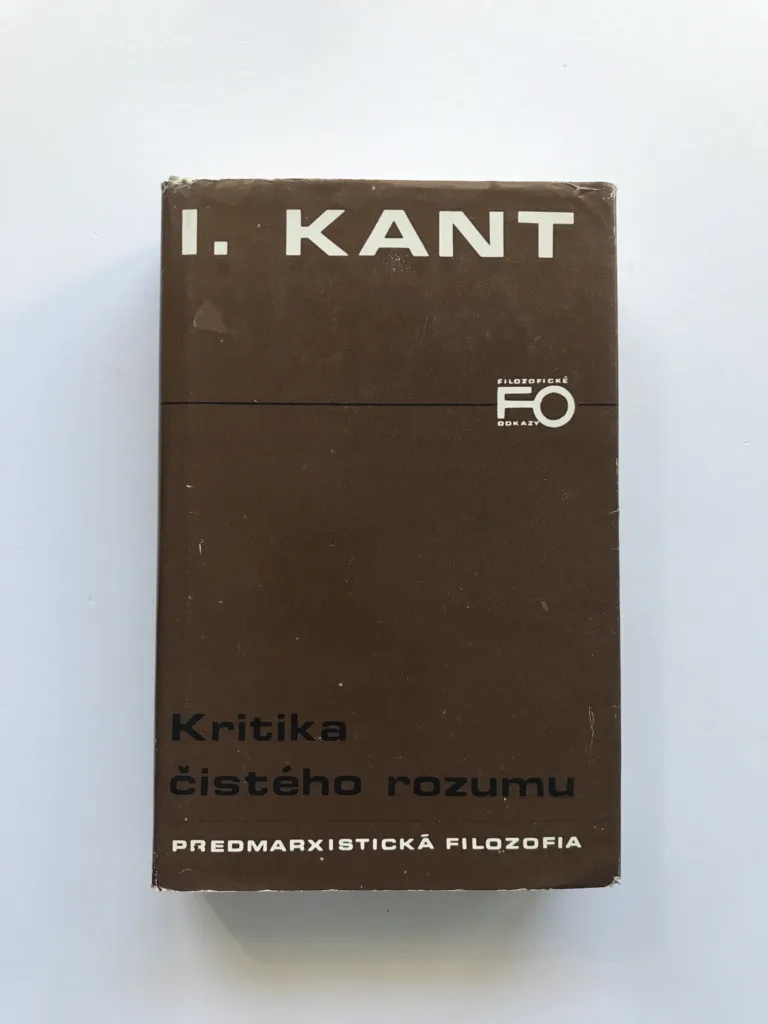 I. KANT
FILOZOFICKÉ
FO
ODKAZY
Kritika
čistého rozumu
PREDMARXISTICKÁ FILOZOFIA